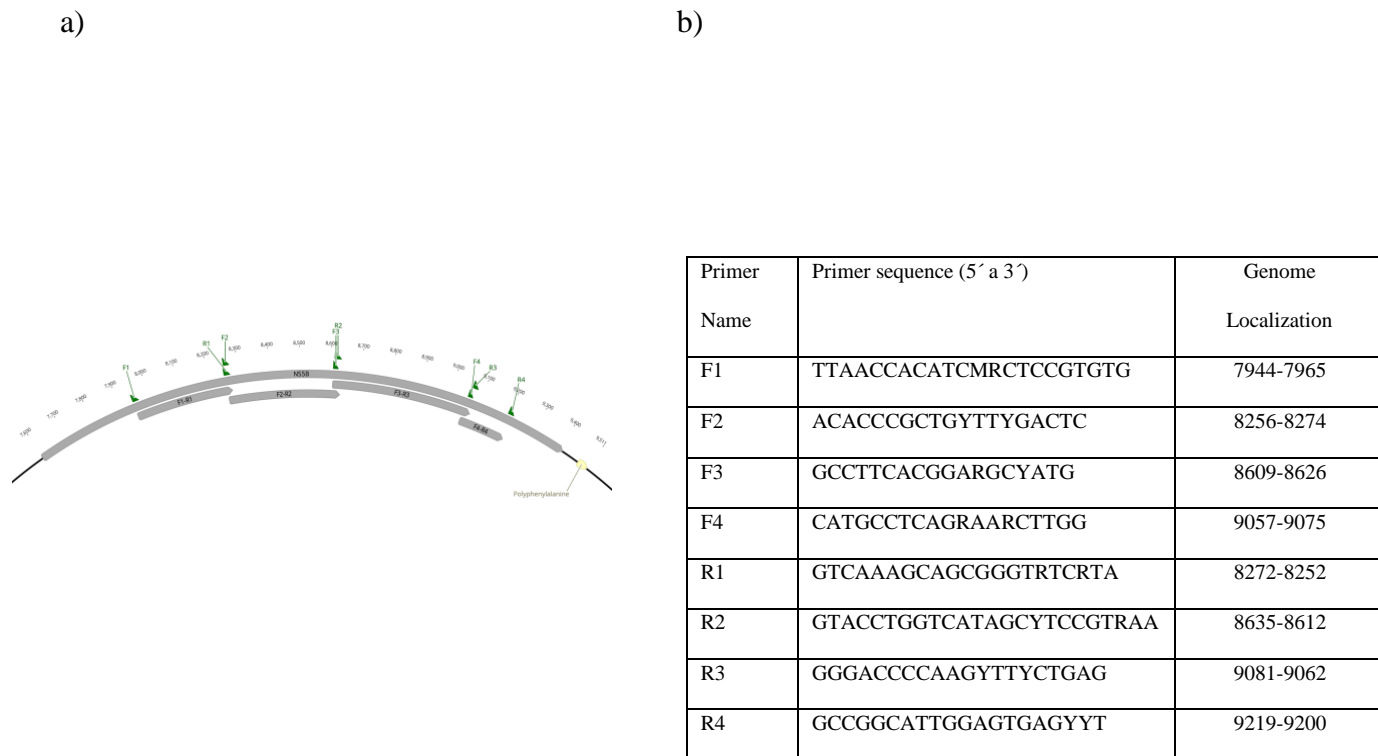 a)
b)
R2
F3
R1
F2
F1
F4
R3
R4
NS5B
F1-R1
F2-R2
F3-R3
F4-R4
Polyphenylalanine
Primer Name
Primer sequence (5´ a 3´)
Genome Localization
F1
TTAACCACATCMRCTCCGTGTG
7944-7965
F2
ACACCCGCTGYTTYGACTC
8256-8274
F3
GCCTTCACGGARGCYATG
8609-8626
F4
CATGCCTCAGRAARCTTGG
9057-9075
R1
GTCAAAGCAGCGGGTRTCRTA
8272-8252
R2
GTACCTGGTCATAGCYTCCGTRAA
8635-8612
R3
GGGACCCCAAGYTTYCTGAG
9081-9062
R4
GCCGGCATTGGAGTGAGYYT
9219-9200